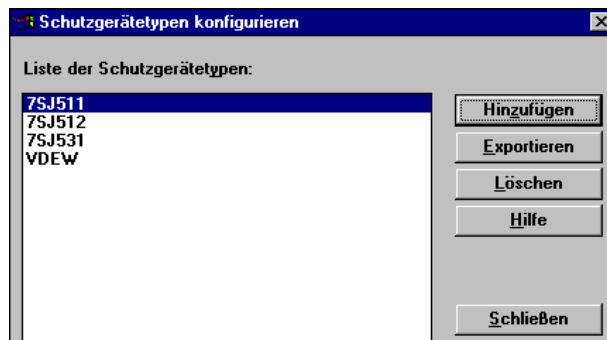 Schutzgerätetypen konfigurieren
Liste der Schutzgerätetypen:
7SJ511
7SJ512
7SJ531
VDEW
Hinzufügen
Exportieren
Löschen
Hilfe
Schließen